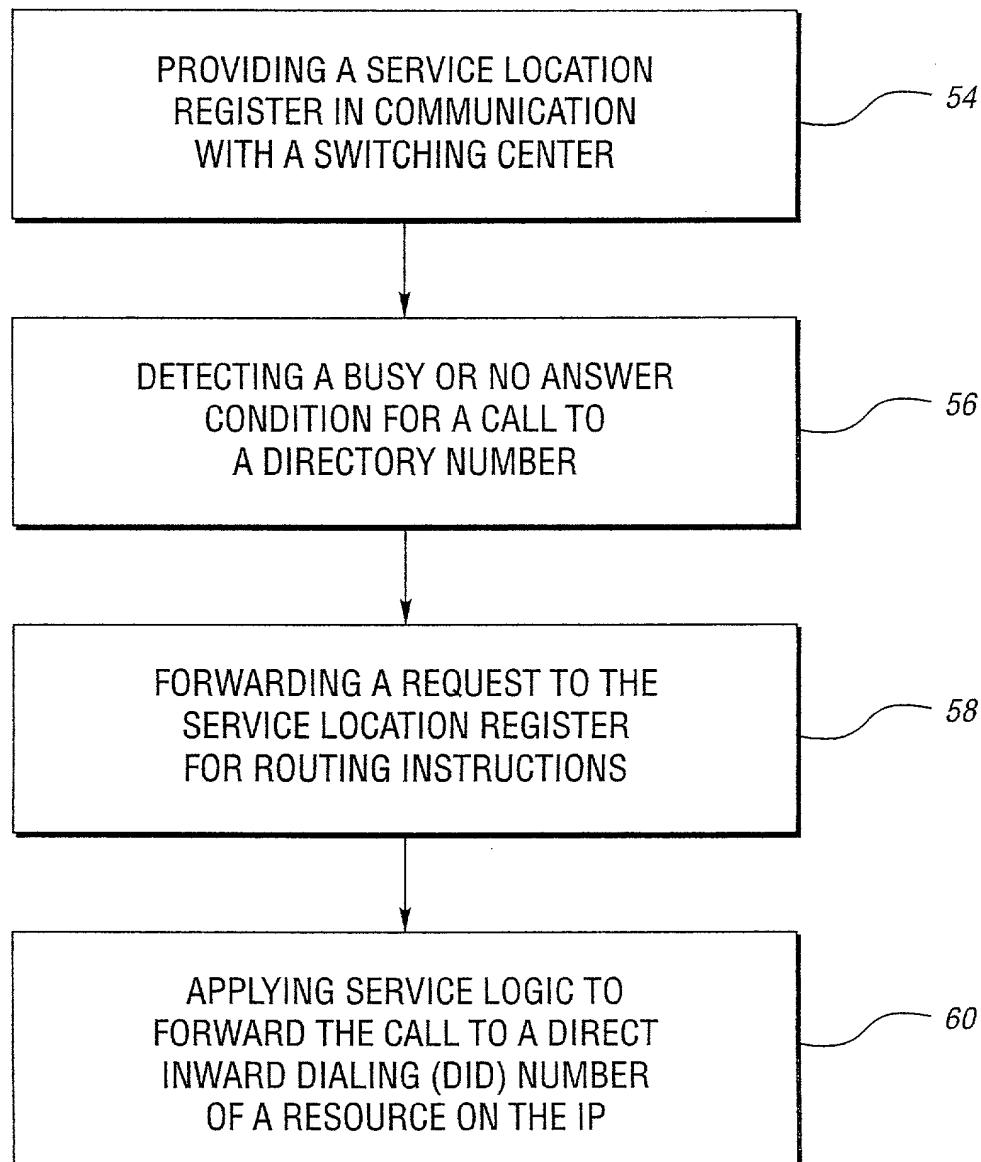 PROVIDING A SERVICE LOCATION
REGISTER IN COMMUNICATION
WITH A SWITCHING CENTER
54
DETECTING A BUSY OR NO ANSWER
CONDITION FOR A CALL TO
A DIRECTORY NUMBER
56
FORWARDING A REQUEST TO THE
SERVICE LOCATION REGISTER
FOR ROUTING INSTRUCTIONS
58
APPLYING SERVICE LOGIC TO
FORWARD THE CALL TO A DIRECT
INWARD DIALING (DID) NUMBER
OF A RESOURCE ON THE IP
60